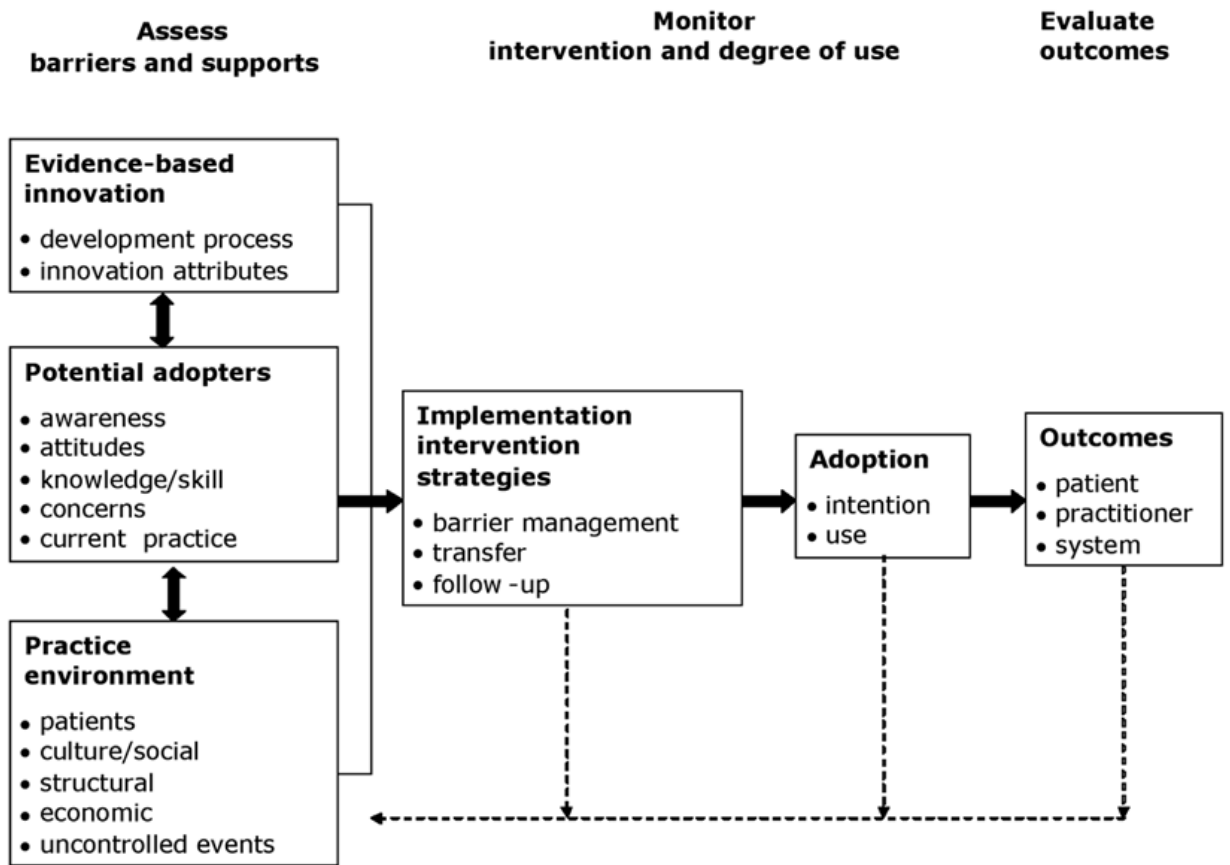 Assess
barriers and supports
Monitor
intervention and degree of use
Evaluate
outcomes
Evidence-based
innovation
• development process
• innovation attributes
Potential adopters
• awareness
• attitudes
• knowledge/skill
• concerns
• current practice
Practice
environment
• patients
• culture/social
• structural
• economic
• uncontrolled events
Implementation
intervention
strategies
• barrier management
• transfer
• follow -up
Adoption
• intention
• use
Outcomes
• patient
• practitioner
• system